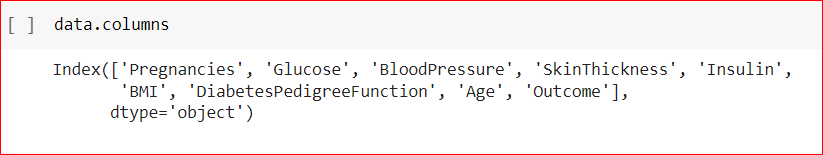 [ ] data.columns
Index(['Pregnancies', 'Glucose', 'BloodPressure', 'SkinThickness', 'Insulin',
'BMI', 'DiabetesPedigreeFunction', 'Age', 'Outcome'],
dtype='object')